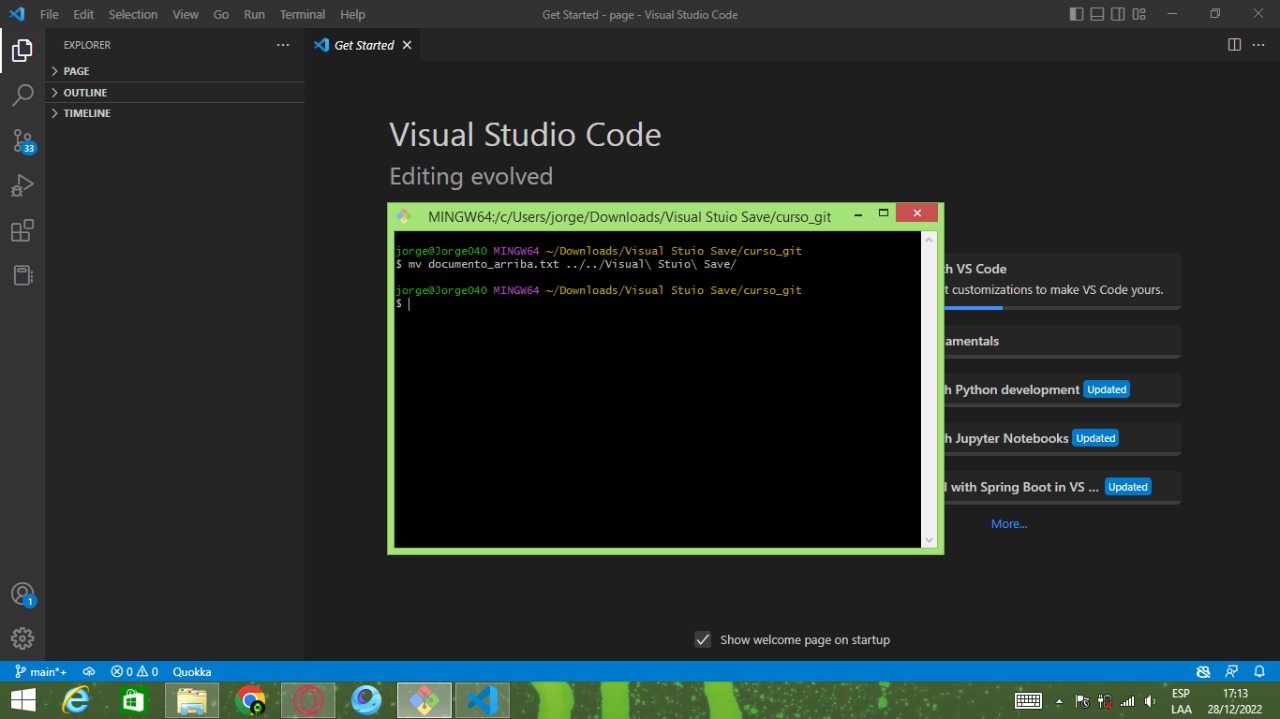 File Edit Selection View Go Run Terminal Help
Get Started - page - Visual Studio Code
EXPLORER
Get Started
PAGE
OUTLINE
TIMELINE
33
Visual Studio Code
Editing evolved
MINGW64:/c/Users/jorge/Downloads/Visual Stuio Save/curso_git
jorge@Jorge040 MINGW64 ~/Downloads/Visual Stuio Save/curso_git
$ mv documento_arriba.txt ../../Visual\ Stuio\ Save/
jorge@Jorge040 MINGW64 ~/Downloads/Visual Stuio Save/curso_git
$
VS Code
customizations to make VS Code yours.
Python development Updated
Jupyter Notebooks Updated
with Spring Boot in VS ... Updated
More...
1
Show welcome page on startup
main*+ 0 0 Quokka
ESP
LAA
17:13
28/12/2022